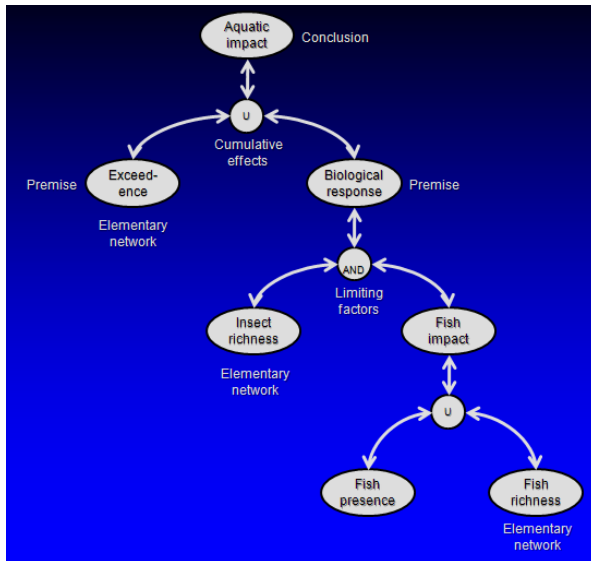 Aquatic
impact
Conclusion
U
Cumulative
effects
Premise
Exceed-
ence
Biological
response
Premise
Elementary
network
AND
Limiting
factors
Insect
richness
Fish
impact
Elementary
network
U
Fish
presence
Fish
richness
Elementary
network